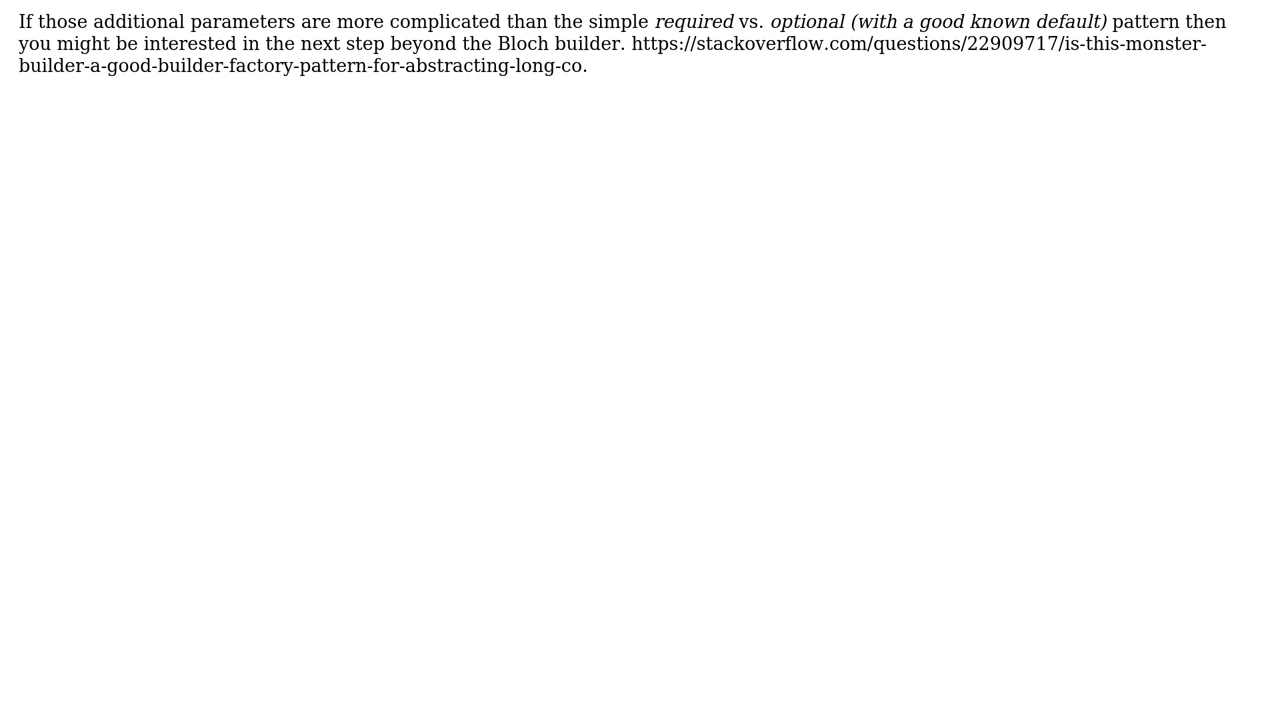 If those additional parameters are more complicated than the simple required vs. optional (with a good known default) pattern then
you might be interested in the next step beyond the Bloch builder. https://stackoverflow.com/questions/22909717/is-this-monster-
builder-a-good-builder-factory-pattern-for-abstracting-long-co.